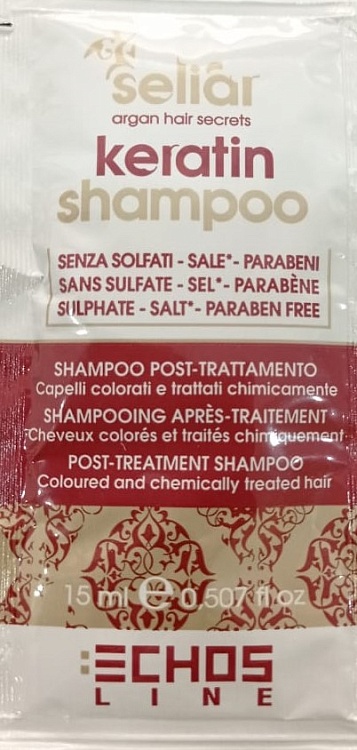 seliár
argan hair secrets
keratin
shampoo
SENZA SOLFATI - SALE* - PARABENI
SANS SULFATE - SEL* - PARABÈNE
SULPHATE - SALT* - PARABEN FREE
SHAMPOO POST-TRATTAMENTO
Capelli colorati e trattati chimicamente
SHAMPOOING APRÈS-TRAITEMENT
Cheveux colorés et traités chimiquement
POST-TREATMENT SHAMPOO
Coloured and chemically treated hair
15 ml e 0.507 fl oz
ECHOS
LINE